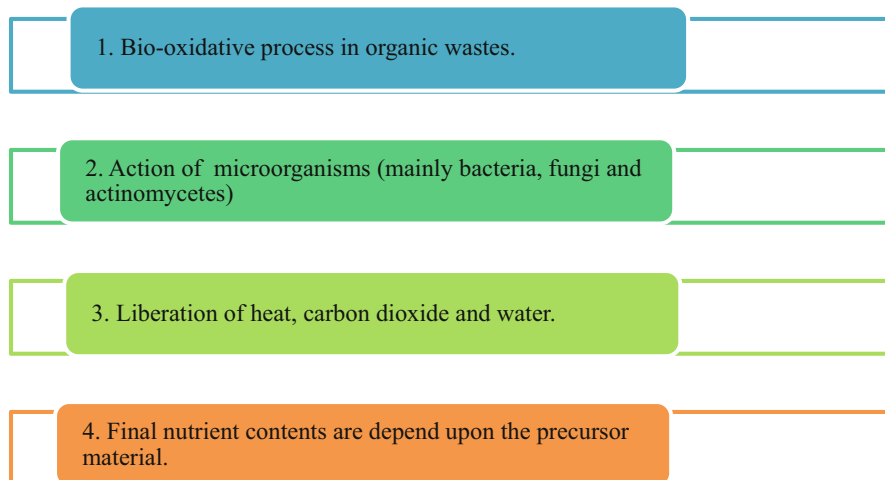 1. Bio-oxidative process in organic wastes.
2. Action of  microorganisms (mainly bacteria, fungi and
actinomycetes)
3. Liberation of heat, carbon dioxide and water.
4. Final nutrient contents are depend upon the precursor
material.